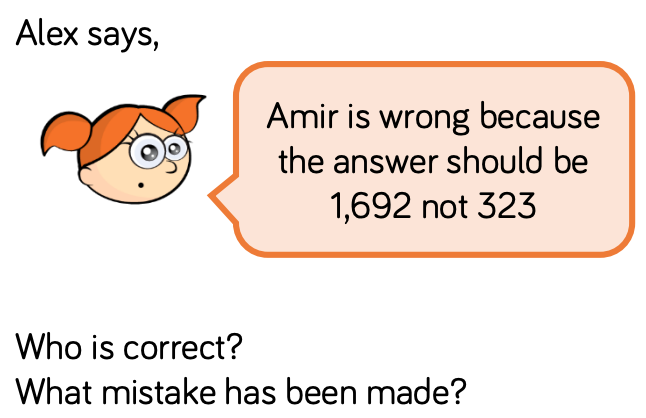 Alex says,
Amir is wrong because
the answer should be
1,692 not 323
Who is correct?
What mistake has been made?